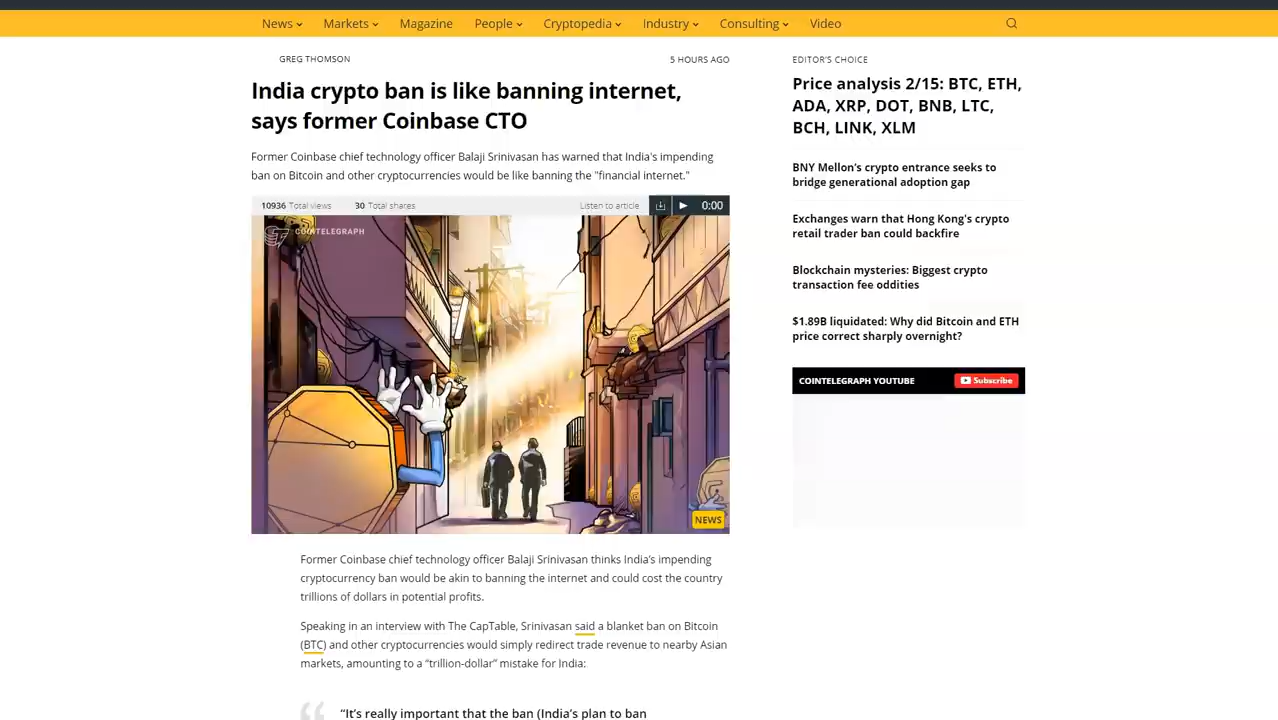 News Markets Magazine People Cryptopedia Industry Consulting Video
GREG THOMSON
5 HOURS AGO
India crypto ban is like banning internet,
says former Coinbase CTO
Former Coinbase chief technology officer Balaji Srinivasan has warned that India's impending
ban on Bitcoin and other cryptocurrencies would be like banning the "financial internet."
10936 Total views 30 Total shares Listen to article 0:00
COINTELEGRAPH
NEWS
Former Coinbase chief technology officer Balaji Srinivasan thinks India’s impending
cryptocurrency ban would be akin to banning the internet and could cost the country
trillions of dollars in potential profits.
Speaking in an interview with The CapTable, Srinivasan said a blanket ban on Bitcoin
(BTC) and other cryptocurrencies would simply redirect trade revenue to nearby Asian
markets, amounting to a “trillion-dollar” mistake for India:
“It’s really important that the ban (India’s plan to ban
EDITOR’S CHOICE
Price analysis 2/15: BTC, ETH,
ADA, XRP, DOT, BNB, LTC,
BCH, LINK, XLM
BNY Mellon’s crypto entrance seeks to
bridge generational adoption gap
Exchanges warn that Hong Kong's crypto
retail trader ban could backfire
Blockchain mysteries: Biggest crypto
transaction fee oddities
$1.89B liquidated: Why did Bitcoin and ETH
price correct sharply overnight?
COINTELEGRAPH YOUTUBE Subscribe